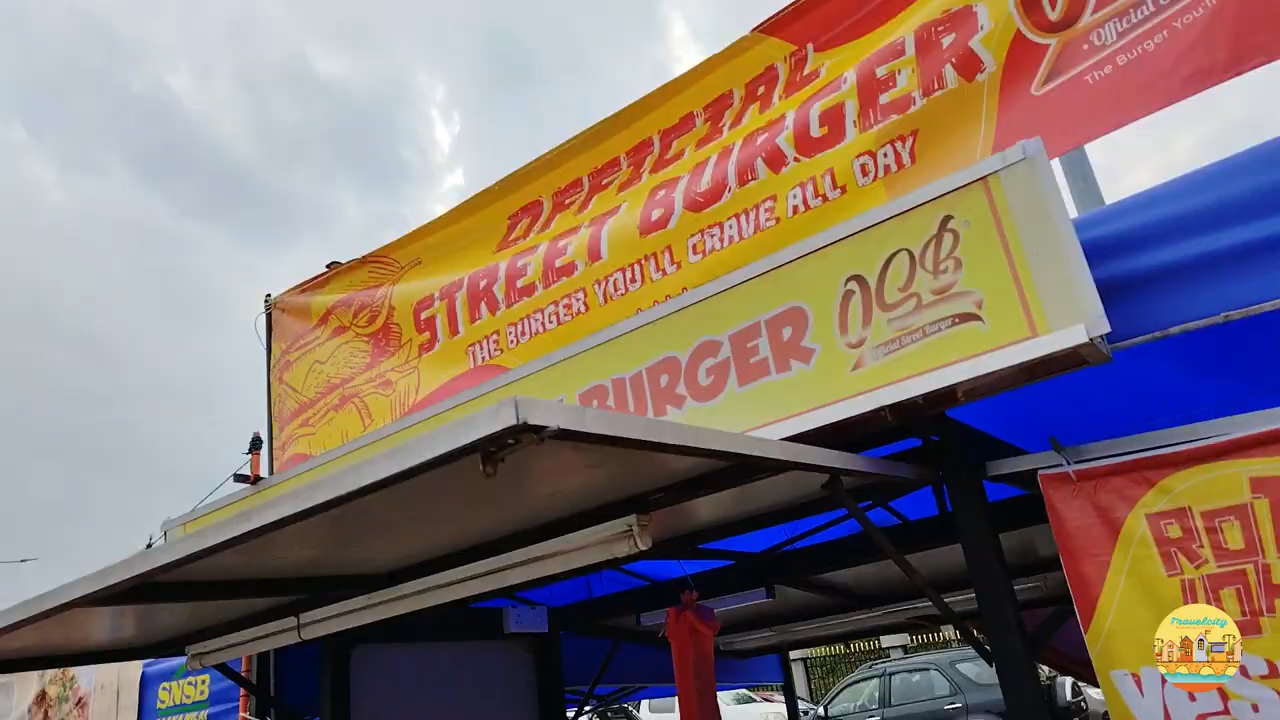 OFFICIAL
STREET BURGER
THE BURGER YOU'LL CRAVE ALL DAY
Official
The Burger You'll
BURGER
OSB
Official Street Burger
SNSB
Travelcity